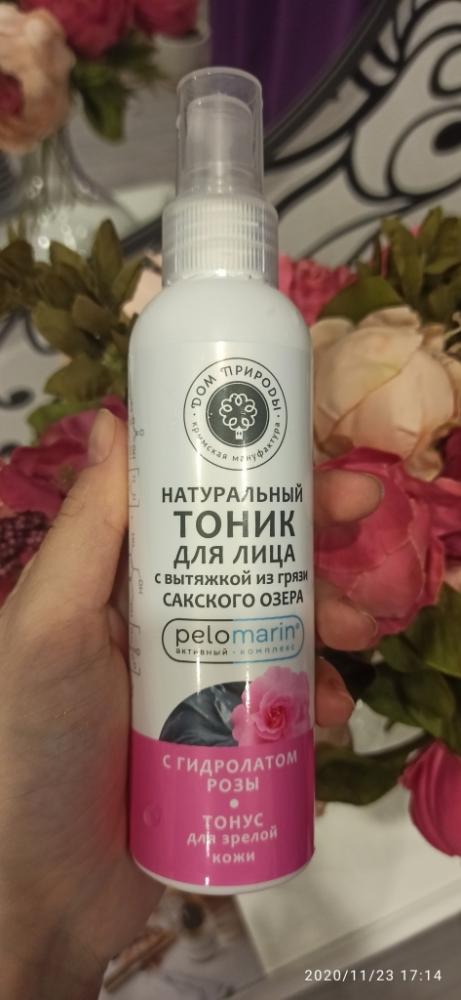 ДОМ ПРИРОДЫ
крымская мануфактура
НАТУРАЛЬНЫЙ
ТОНИК
ДЛЯ ЛИЦА
с вытяжкой из грязи
САКСКОГО ОЗЕРА
pelomarin®
активный · комплекс
С ГИДРОЛАТОМ
РОЗЫ
•
ТОНУС
для зрелой
кожи
2020/11/23 17:14